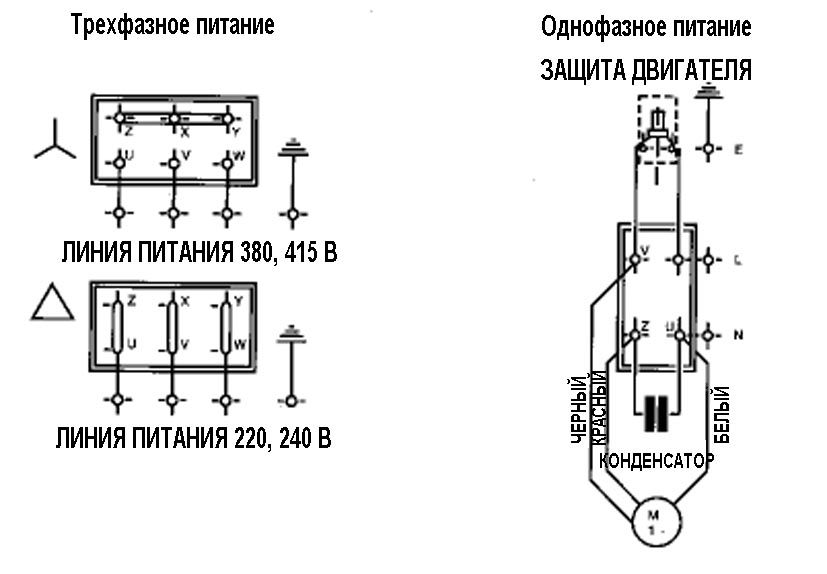 Трехфазное питание
Z X Y
U V W
ЛИНИЯ ПИТАНИЯ 380, 415 В
Z X Y
U V W
ЛИНИЯ ПИТАНИЯ 220, 240 В
Однофазное питание
ЗАЩИТА ДВИГАТЕЛЯ
E
V L
Z U N
ЧЕРНЫЙ
КРАСНЫЙ
БЕЛЫЙ
КОНДЕНСАТОР
M
1 ~